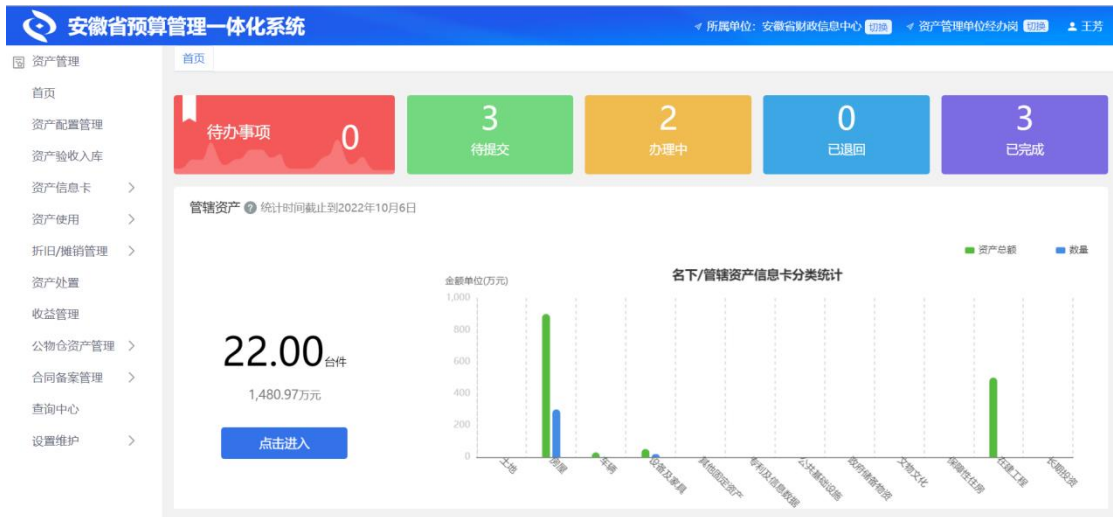 安徽省预算管理一体化系统
所属单位：安徽省财政信息中心 切换 资产管理单位经办岗 切换 王芳
资产管理
首页
首页
资产配置管理
资产验收入库
资产信息卡
资产使用
折旧/摊销管理
资产处置
收益管理
公物仓资产管理
合同备案管理
查询中心
设置维护
待办事项 0
3
待提交
2
办理中
0
已退回
3
已完成
管辖资产 ? 统计时间截止到2022年10月6日
资产总额 数量
名下/管辖资产信息卡分类统计
金额单位(万元)
1,000
800
600
400
200
0
22.00台件
1,480.97万元
点击进入
土地
房屋
车辆
设备及家具
其他固定资产
专利及信息数据
公共基础设施
政府储备物资
文物文化
保障性住房
在建工程
长期投资